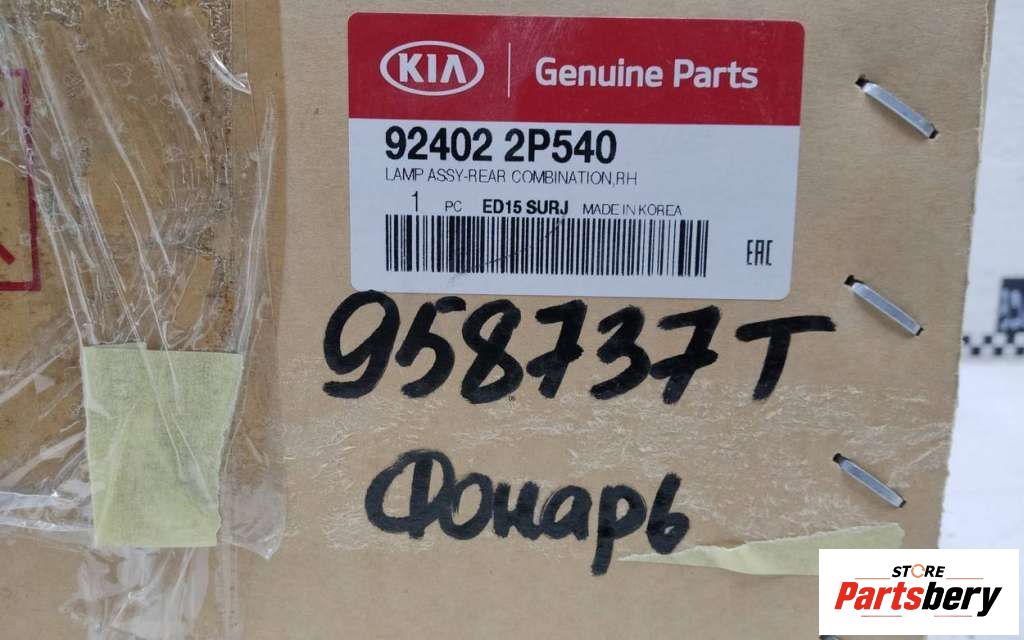 KIA Genuine Parts
92402 2P540
LAMP ASSY-REAR COMBINATION,RH
1 PC ED15 SURJ MADE IN KOREA
EAC
958737T
Фонарь
STORE
Partsbery